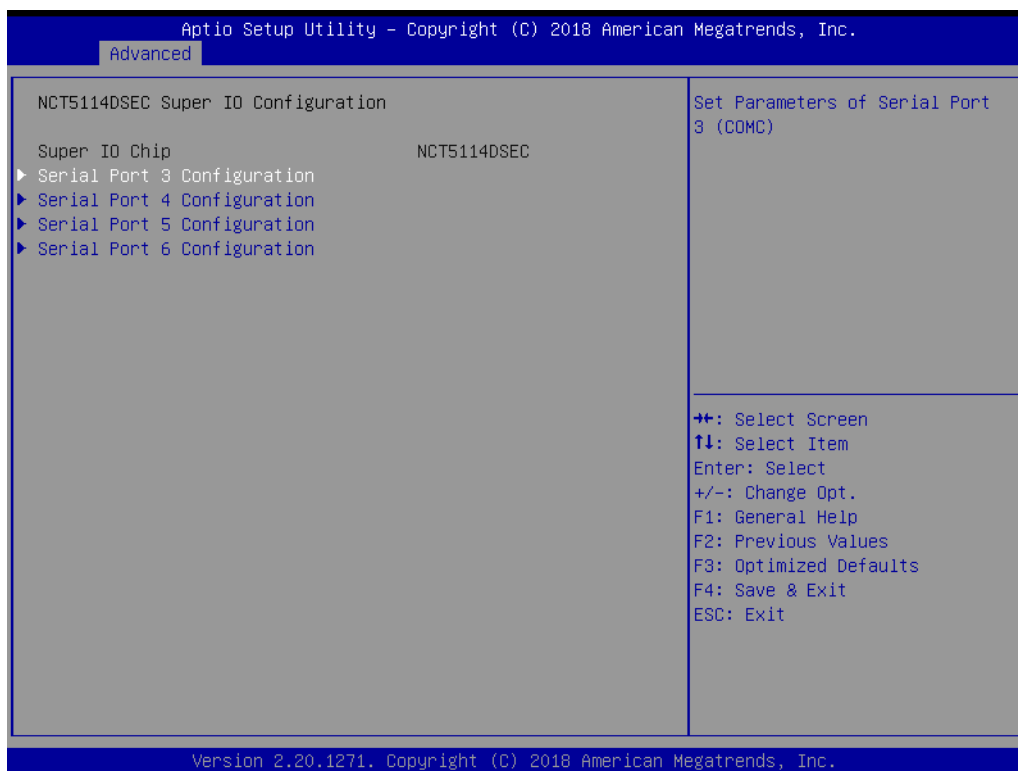 Aptio Setup Utility – Copyright (C) 2018 American Megatrends, Inc.
Advanced
NCT5114DSEC Super IO Configuration
Super IO Chip NCT5114DSEC
▶ Serial Port 3 Configuration
▶ Serial Port 4 Configuration
▶ Serial Port 5 Configuration
▶ Serial Port 6 Configuration
Set Parameters of Serial Port
3 (COMC)
→←: Select Screen
↑↓: Select Item
Enter: Select
+/-: Change Opt.
F1: General Help
F2: Previous Values
F3: Optimized Defaults
F4: Save & Exit
ESC: Exit
Version 2.20.1271. Copyright (C) 2018 American Megatrends, Inc.